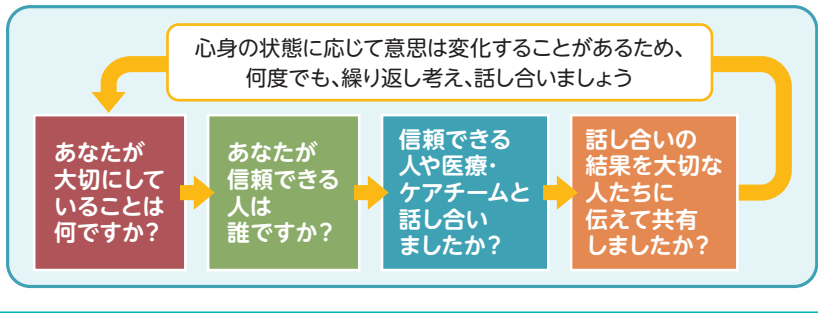 心身の状態に応じて意思は変化することがあるため、
何度でも、繰り返し考え、話し合いましょう
あなたが
大切にして
いることは
何ですか？
あなたが
信頼できる
人は
誰ですか？
信頼できる
人や医療・
ケアチームと
話し合い
ましたか？
話し合いの
結果を大切な
人たちに
伝えて共有
しましたか？